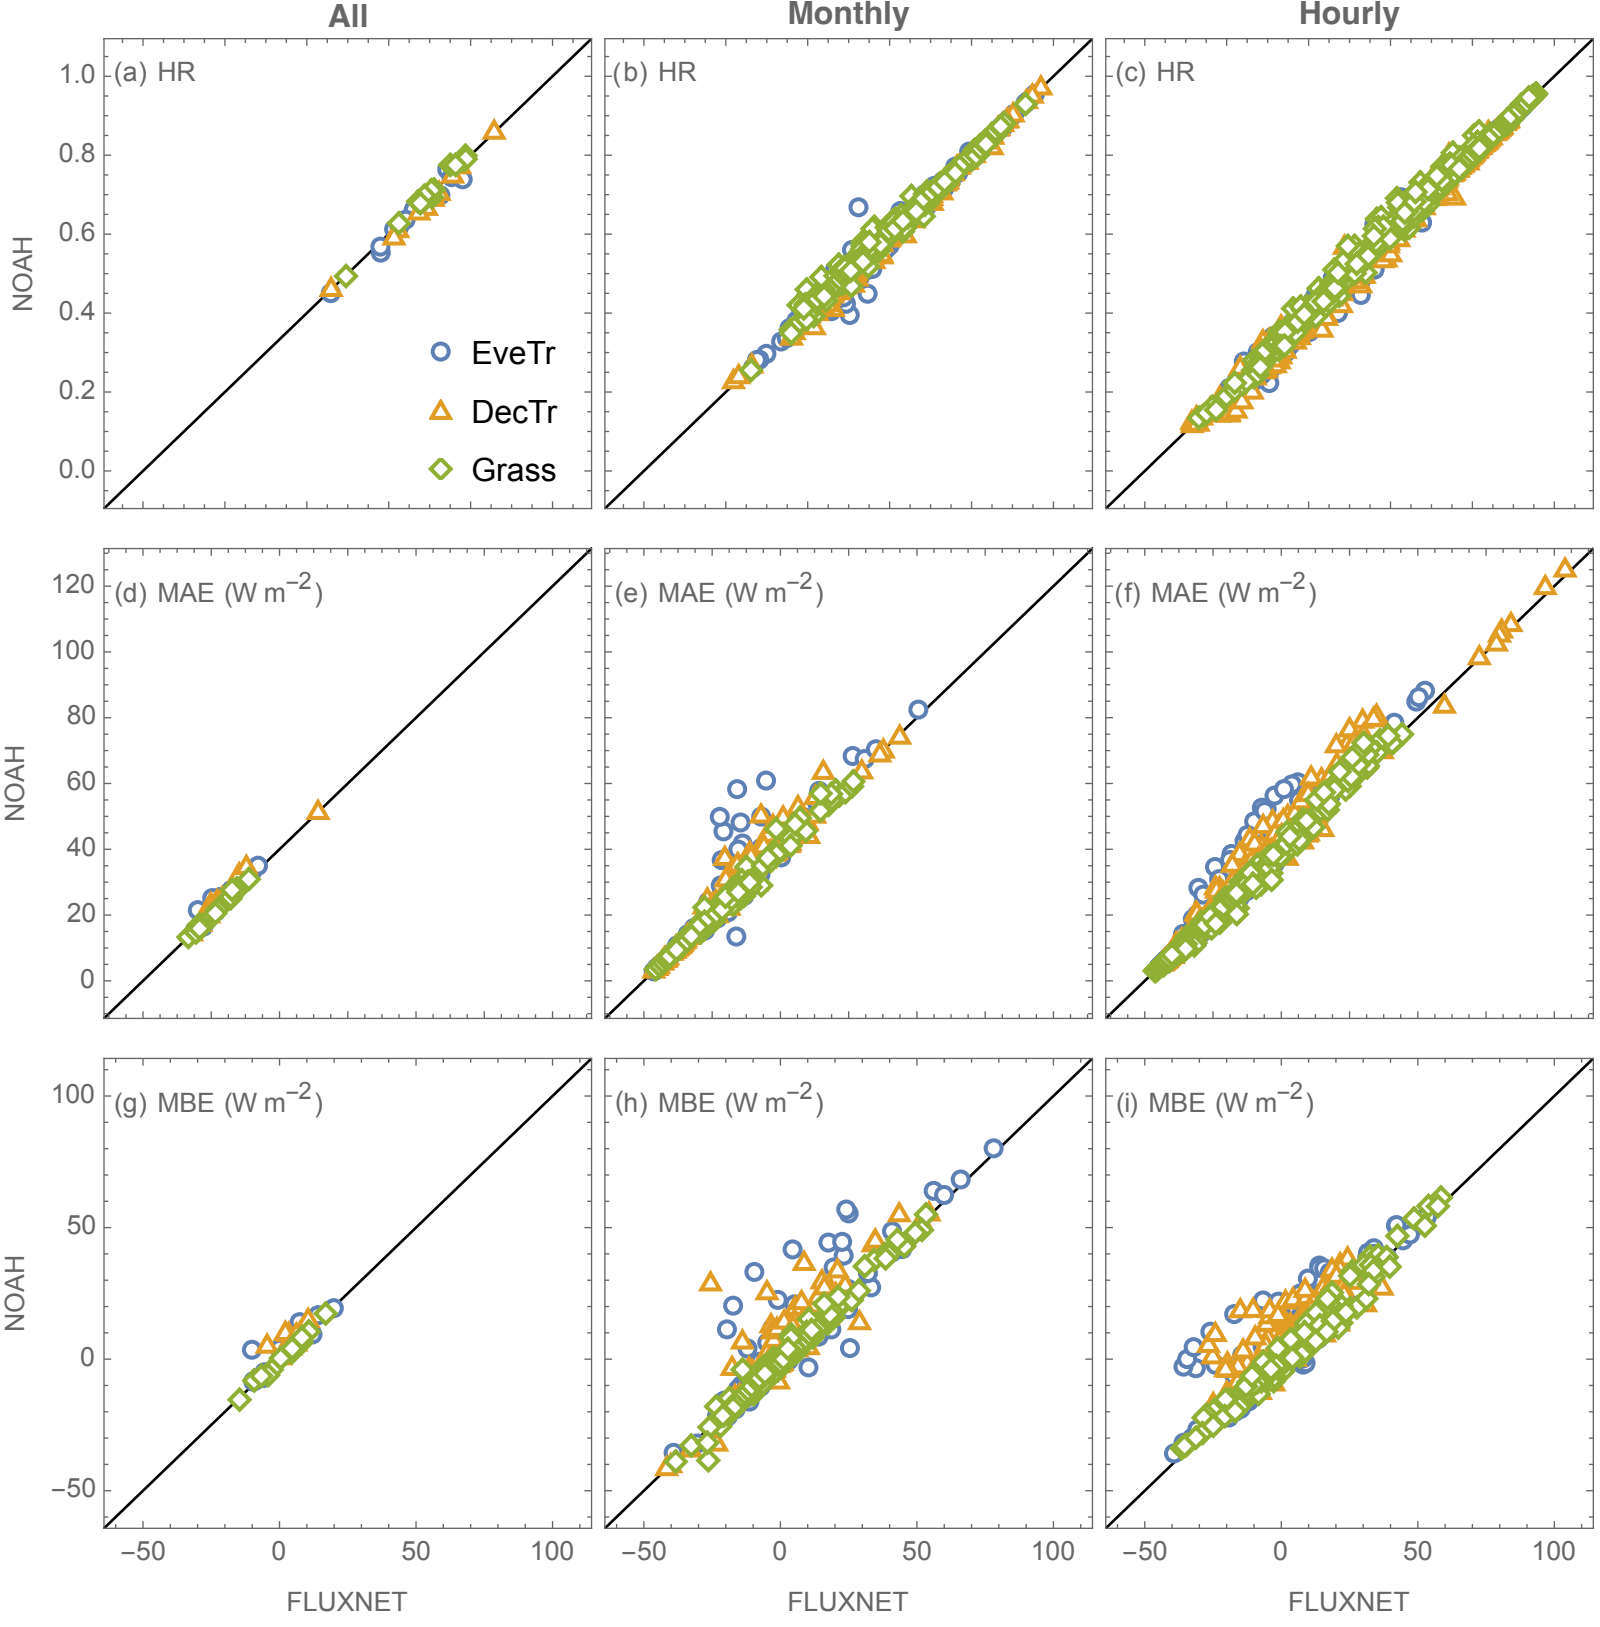 All Monthly Hourly
(a) HR (b) HR (c) HR
1.0
0.8
0.6
0.4
0.2
0.0
NOAH
EveTr
DecTr
Grass
(d) MAE (W m−2) (e) MAE (W m−2) (f) MAE (W m−2)
120
100
80
60
40
20
0
NOAH
(g) MBE (W m−2) (h) MBE (W m−2) (i) MBE (W m−2)
100
50
0
−50
NOAH
−50 0 50 100 −50 0 50 100 −50 0 50 100
FLUXNET FLUXNET FLUXNET